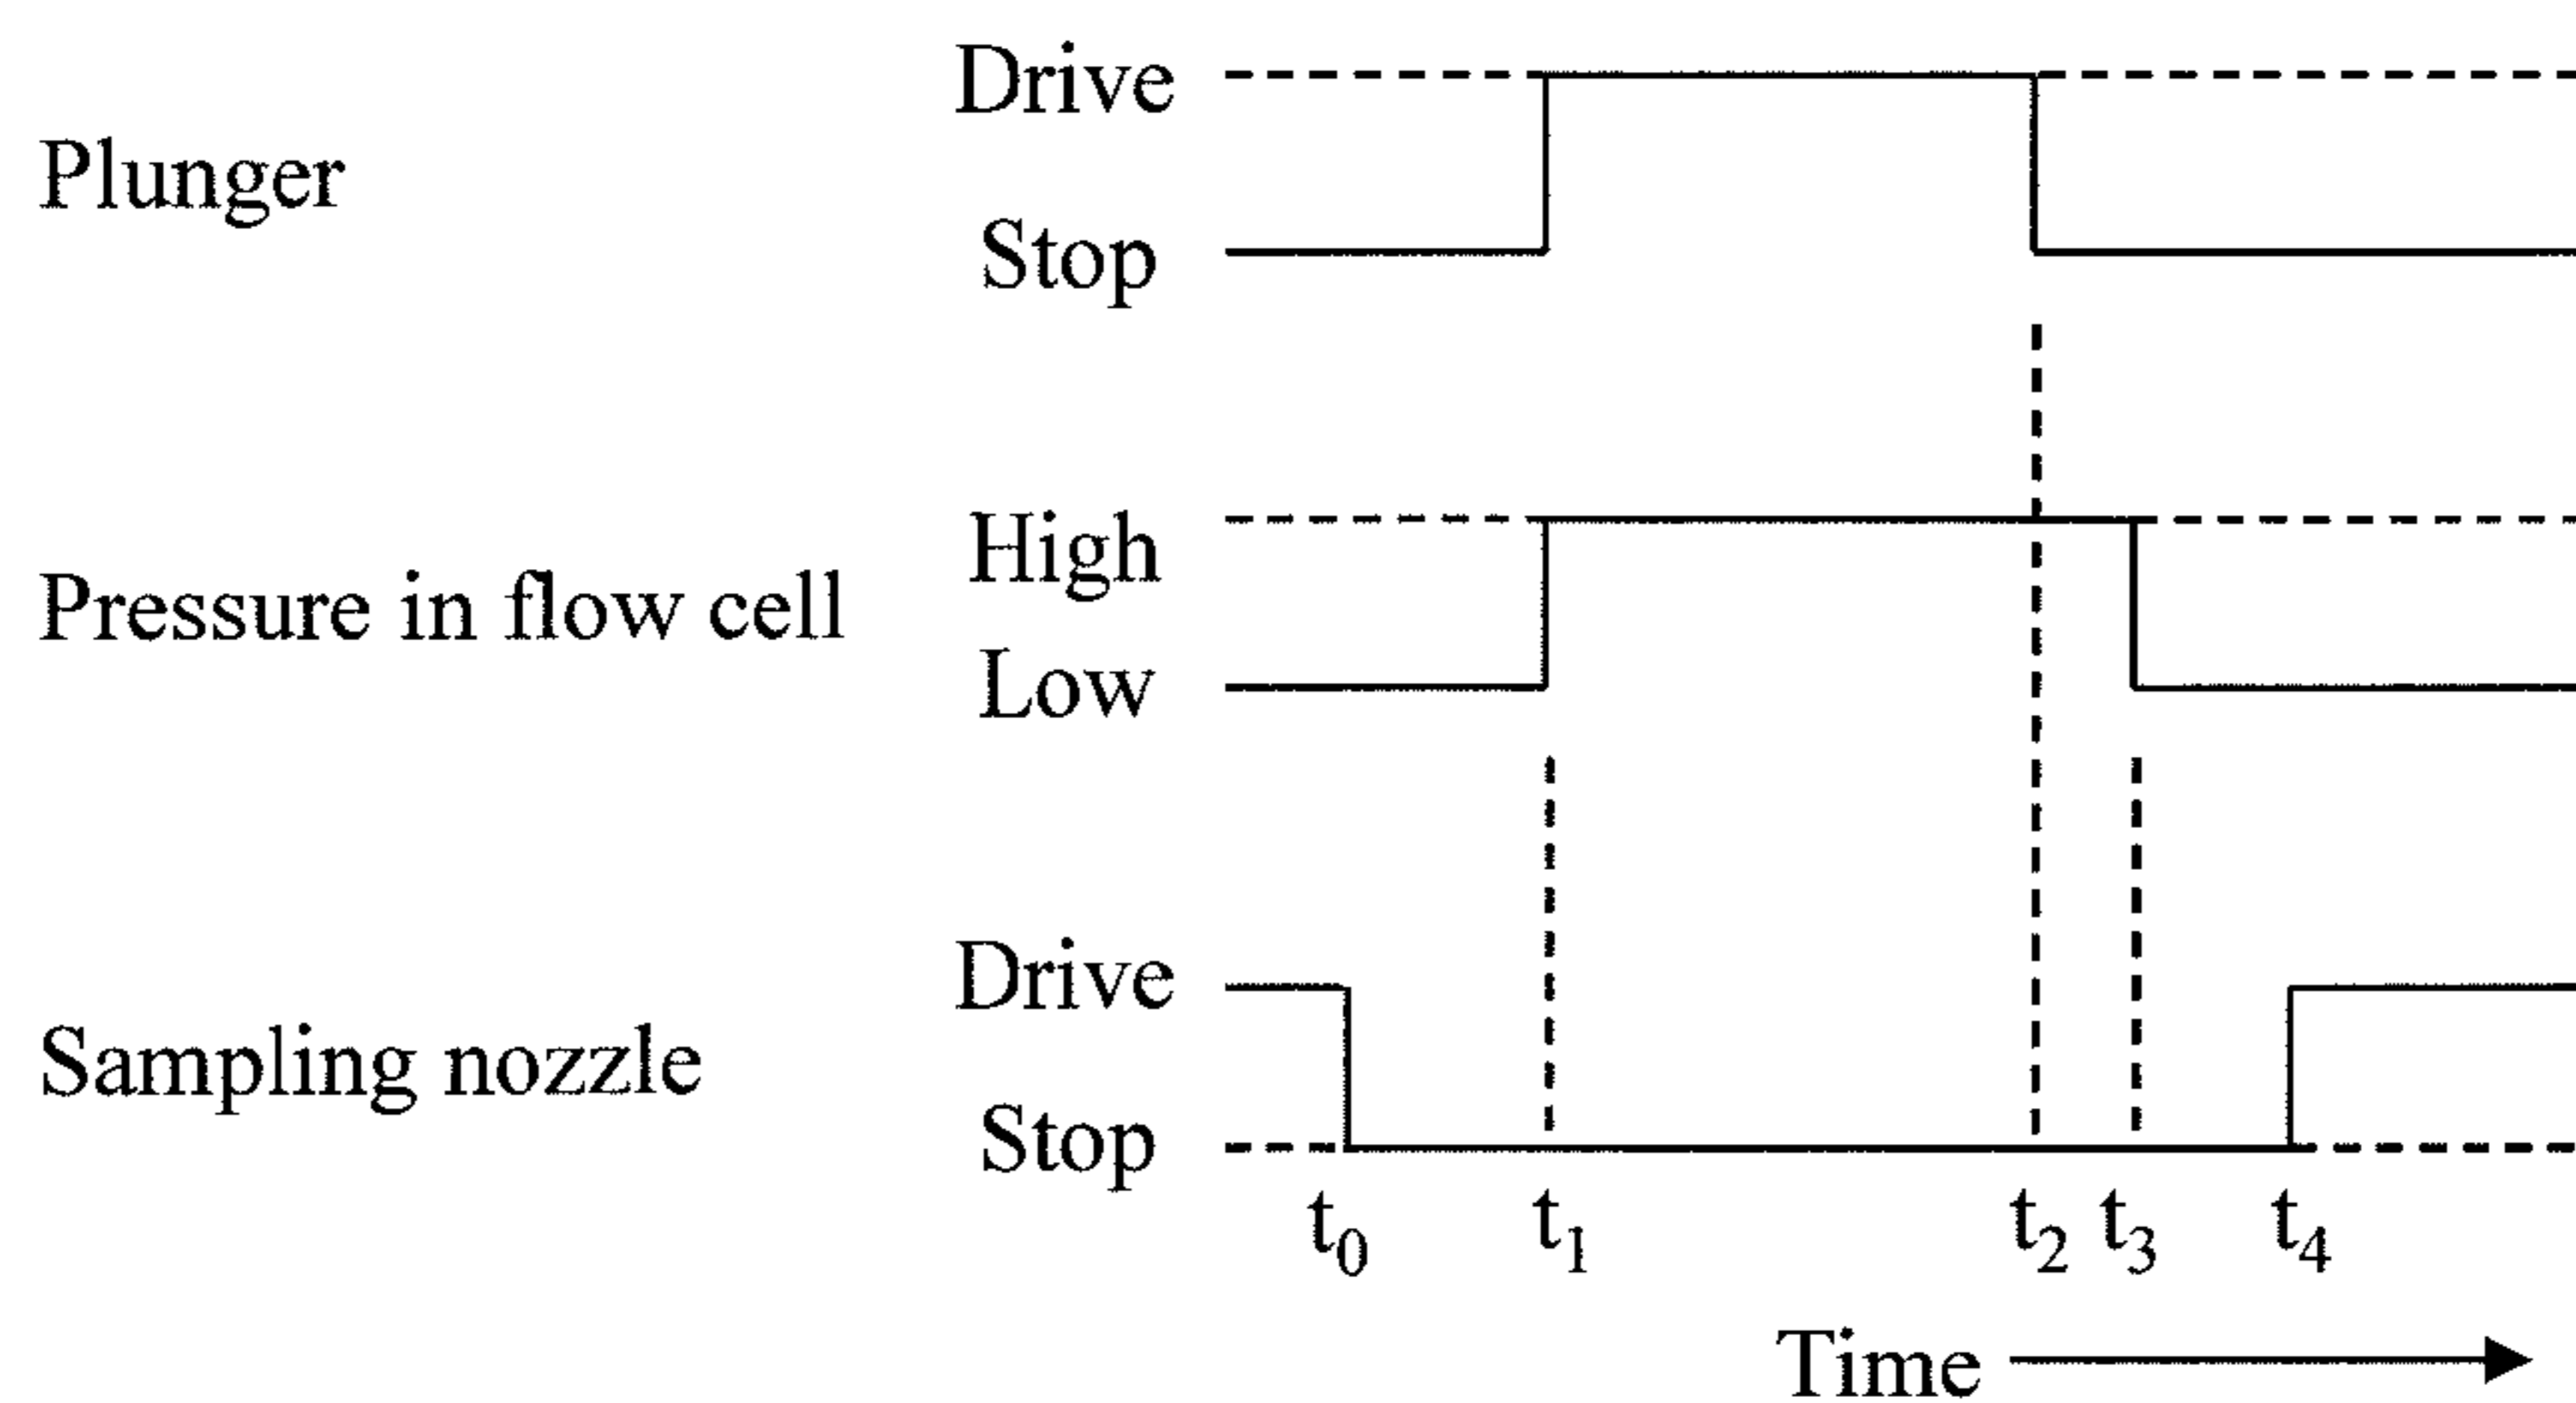 Drive
Plunger
Stop
High
Pressure in flow cell
Low
Drive
Sampling nozzle
Stop
t0 t1 t2 t3 t4
Time